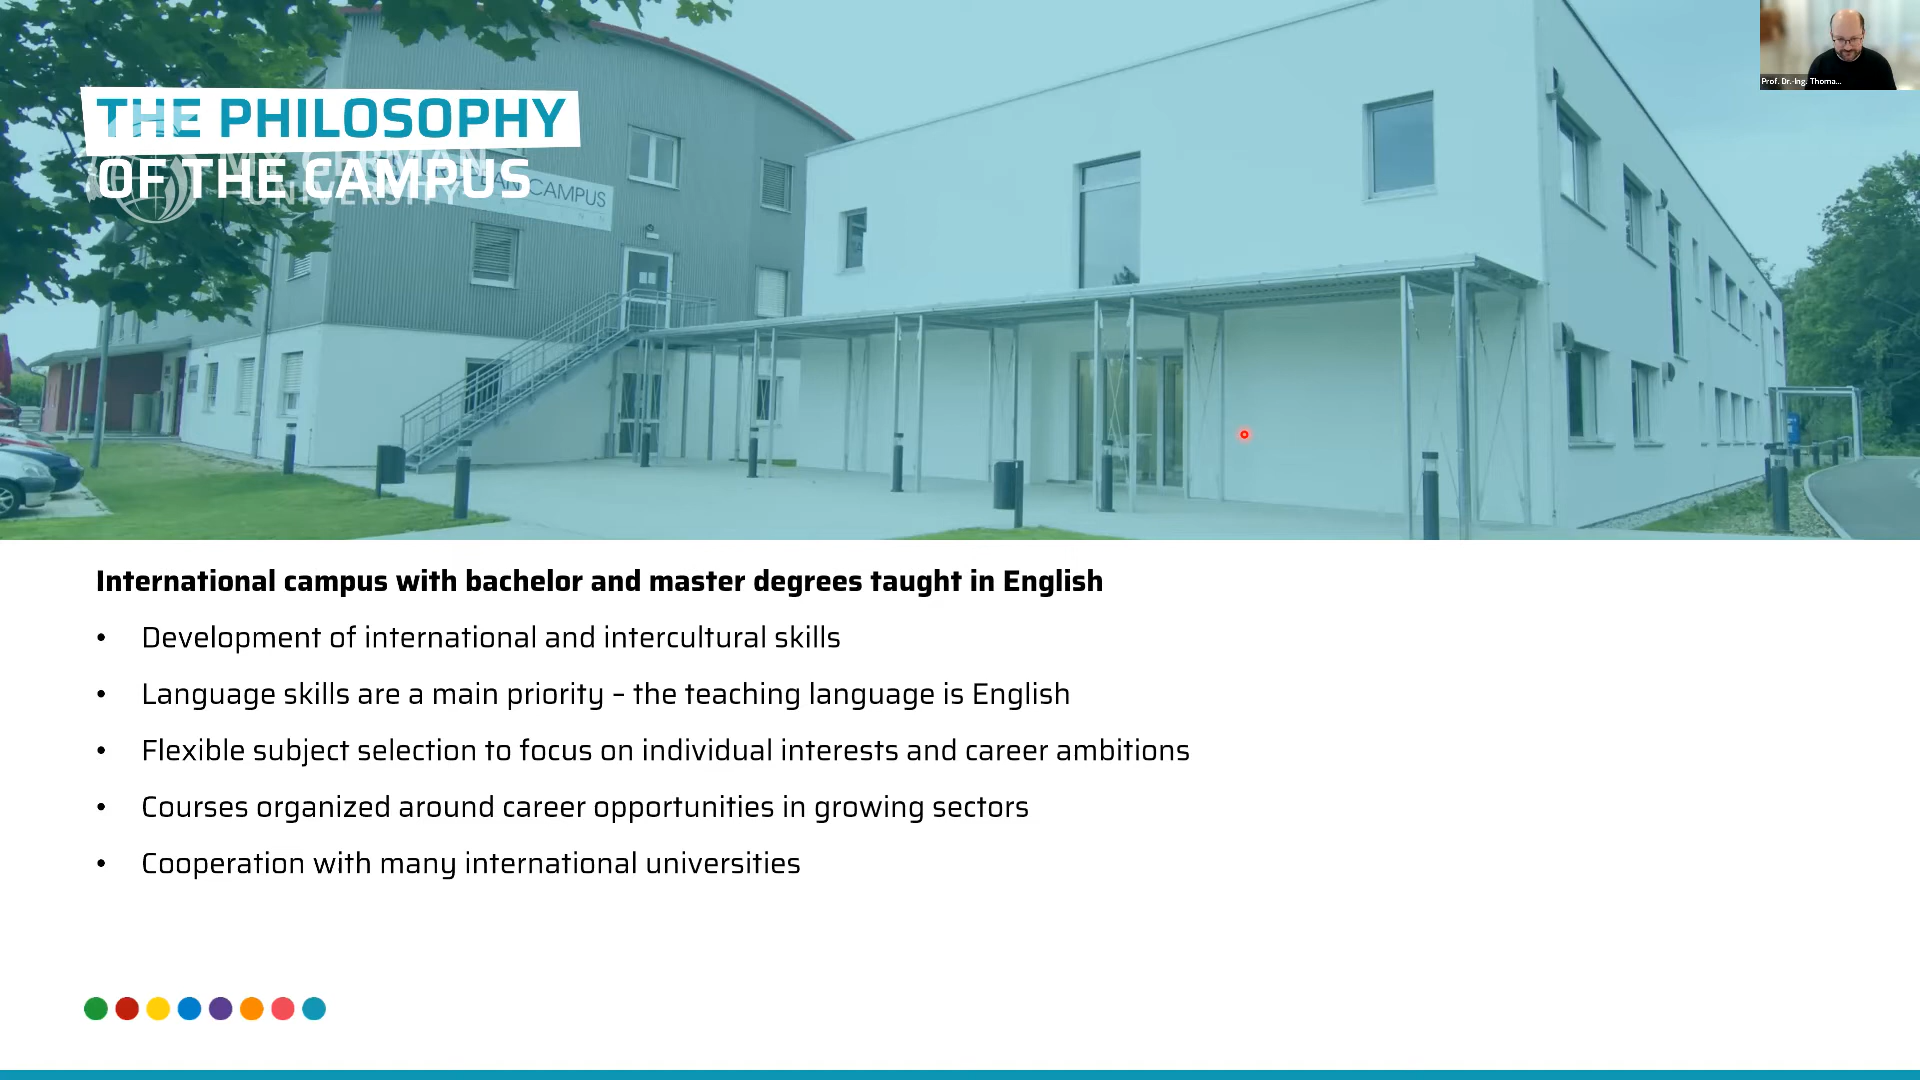 THE PHILOSOPHY
OF THE CAMPUS
MY GERMAN
UNIVERSITY
CAMPUS
Prof. Dr.-Ing. Thoma...
International campus with bachelor and master degrees taught in English
• Development of international and intercultural skills
• Language skills are a main priority – the teaching language is English
• Flexible subject selection to focus on individual interests and career ambitions
• Courses organized around career opportunities in growing sectors
• Cooperation with many international universities